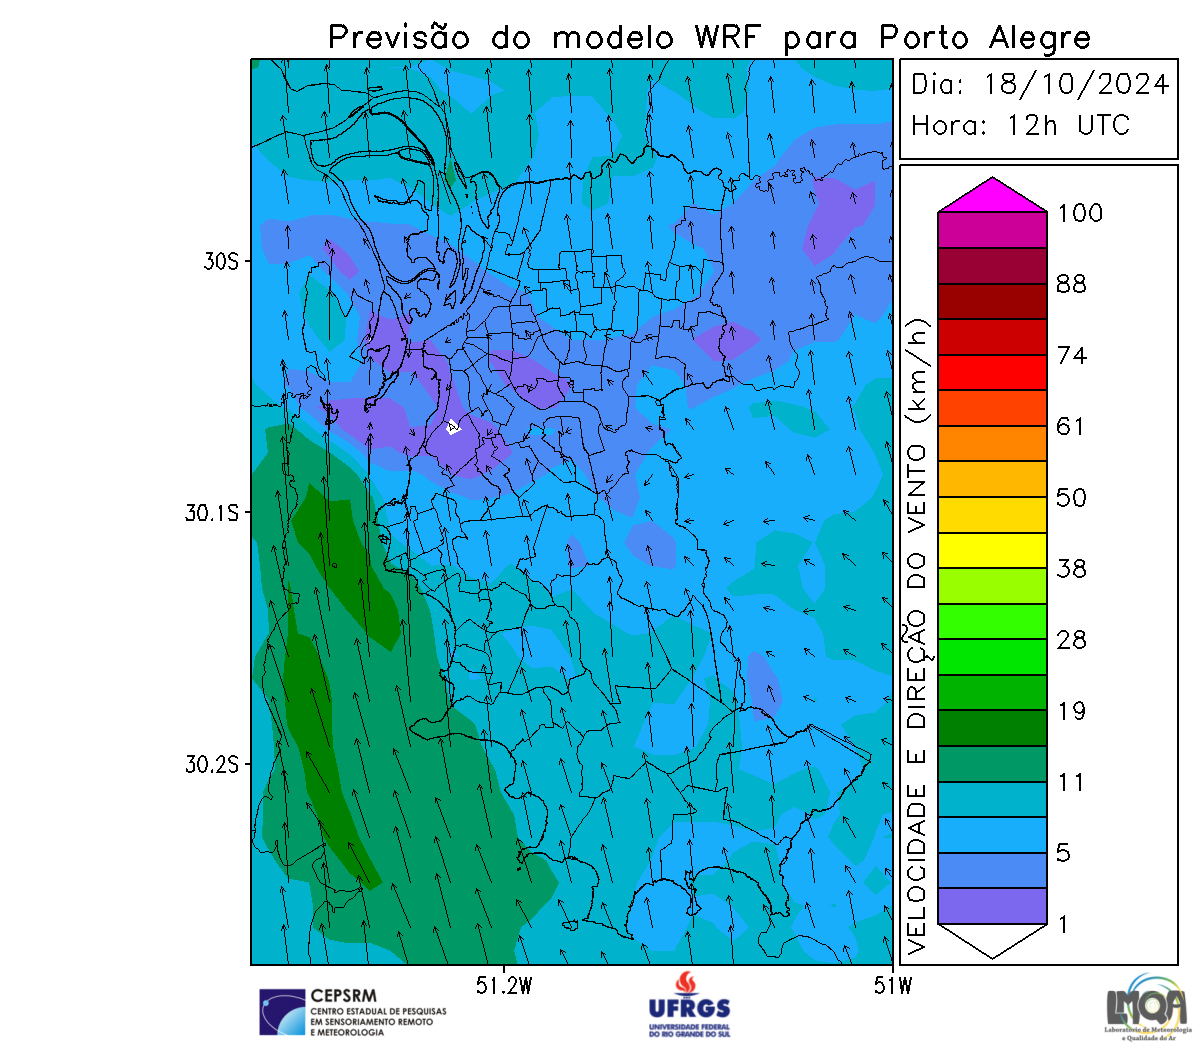 Previsão do modelo WRF para Porto Alegre
Dia: 18/10/2024
Hora: 12h UTC
100
88
74
61
50
38
28
19
11
5
1
VELOCIDADE E DIREÇÃO DO VENTO (km/h)
30S
30.1S
30.2S
51.2W
51W
CEPSRM
CENTRO ESTADUAL DE PESQUISAS
EM SENSORIAMENTO REMOTO
E METEOROLOGIA
UFRGS
UNIVERSIDADE FEDERAL
DO RIO GRANDE DO SUL
LMQA
Laboratório de Meteorologia
e Qualidade do Ar